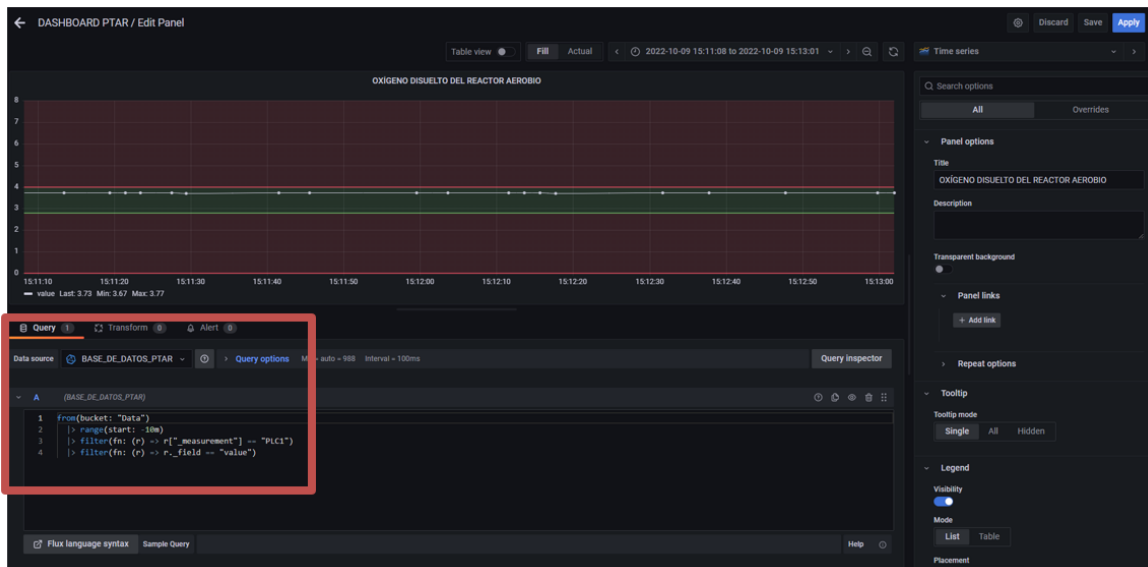 DASHBOARD PTAR / Edit Panel
Discard Save Apply
Table view Fill Actual 2022-10-09 15:11:08 to 2022-10-09 15:13:01 Time series
OXÍGENO DISUELTO DEL REACTOR AEROBIO
8
7
6
5
4
3
2
1
0
15:11:10 15:11:20 15:11:30 15:11:40 15:11:50 15:12:00 15:12:10 15:12:20 15:12:30 15:12:40 15:12:50 15:13:00
value Last: 3.73 Min: 3.67 Max: 3.77
Query 1 Transform 0 Alert 0
Data source BASE_DE_DATOS_PTAR Query options = auto = 988 Interval = 100ms Query inspector
A (BASE_DE_DATOS_PTAR)
1 from(bucket: "Data")
2 |> range(start: -10m)
3 |> filter(fn: (r) => r["_measurement"] == "PLC1")
4 |> filter(fn: (r) => r._field == "value")
Flux language syntax Sample Query Help
Search options
All Overrides
Panel options
Title
OXÍGENO DISUELTO DEL REACTOR AEROBIO
Description
Transparent background
Panel links
+ Add link
Repeat options
Tooltip
Tooltip mode
Single All Hidden
Legend
Visibility
Mode
List Table
Placement